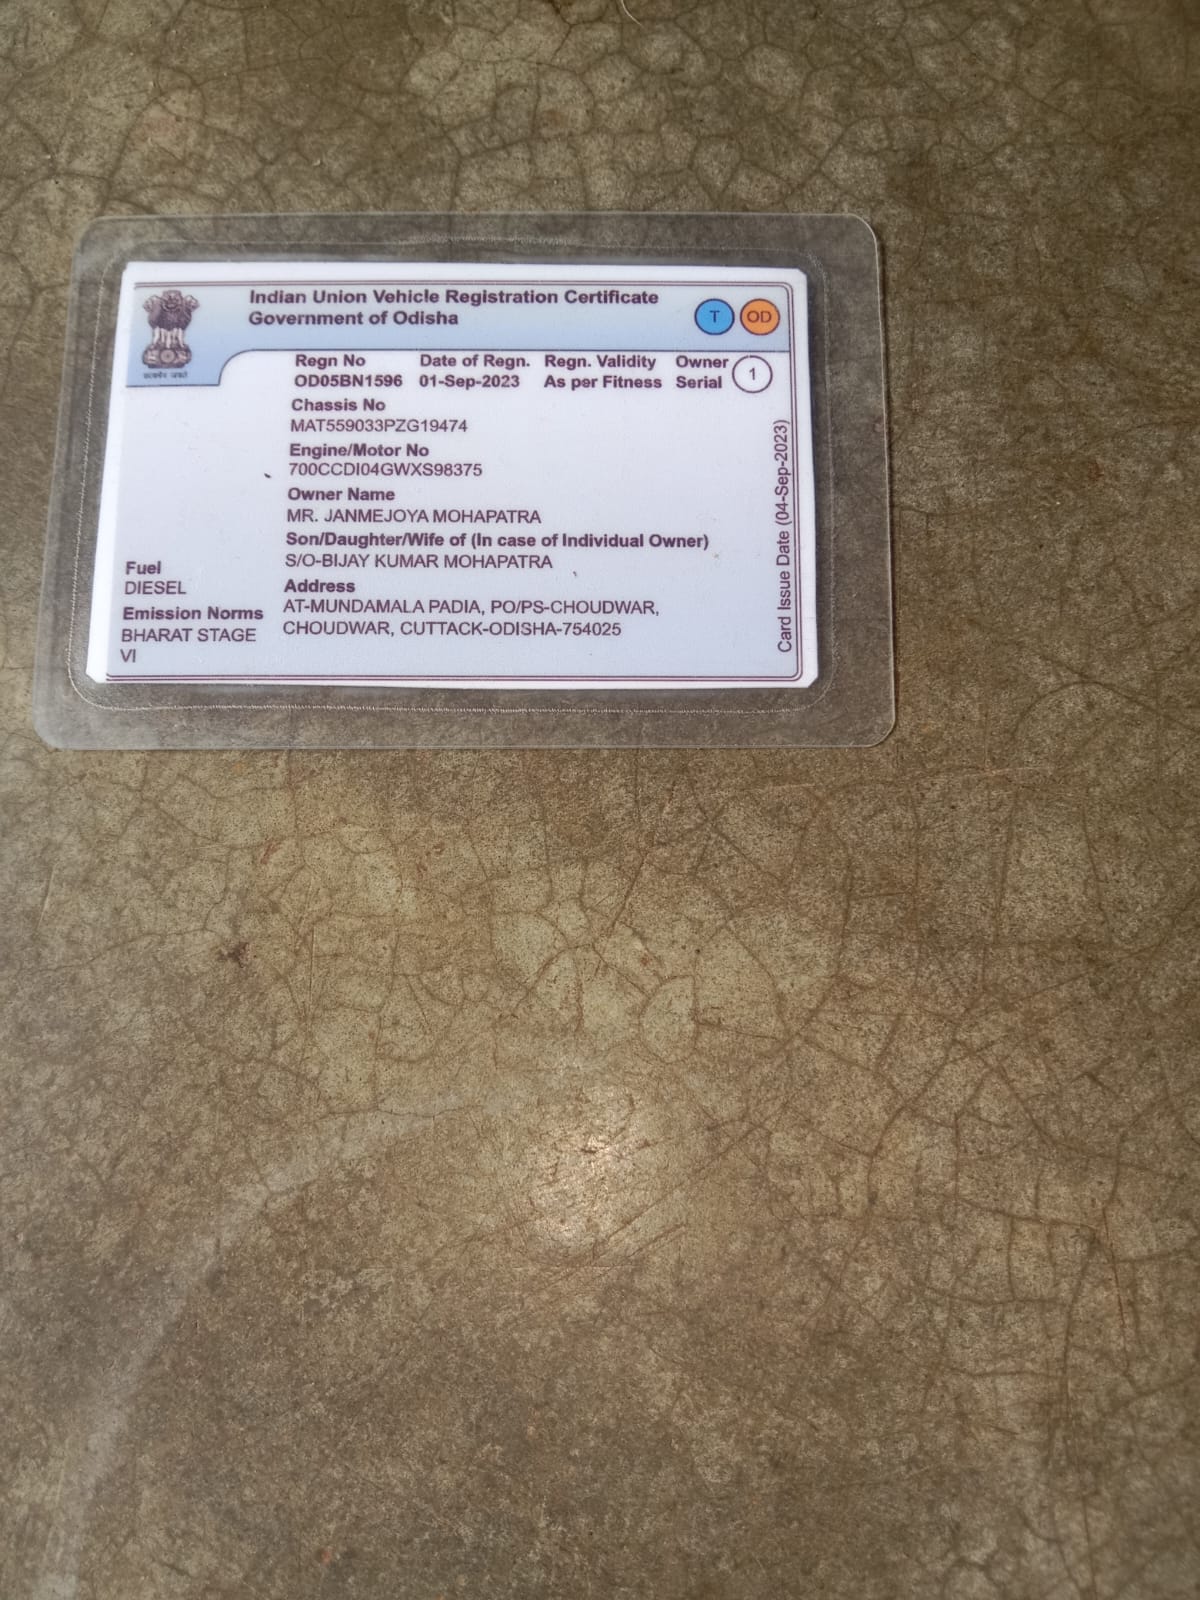 Indian Union Vehicle Registration Certificate
Government of Odisha
T OD
सत्यमेव जयते
Regn No Date of Regn. Regn. Validity Owner Serial 1
OD05BN1596 01-Sep-2023 As per Fitness
Chassis No
MAT559033PZG19474
Engine/Motor No
700CCDI04GWXS98375
Owner Name
MR. JANMEJOYA MOHAPATRA
Son/Daughter/Wife of (In case of Individual Owner)
S/O-BIJAY KUMAR MOHAPATRA
Fuel
DIESEL
Emission Norms
BHARAT STAGE
VI
Address
AT-MUNDAMALA PADIA, PO/PS-CHOUDWAR,
CHOUDWAR, CUTTACK-ODISHA-754025
Card Issue Date (04-Sep-2023)